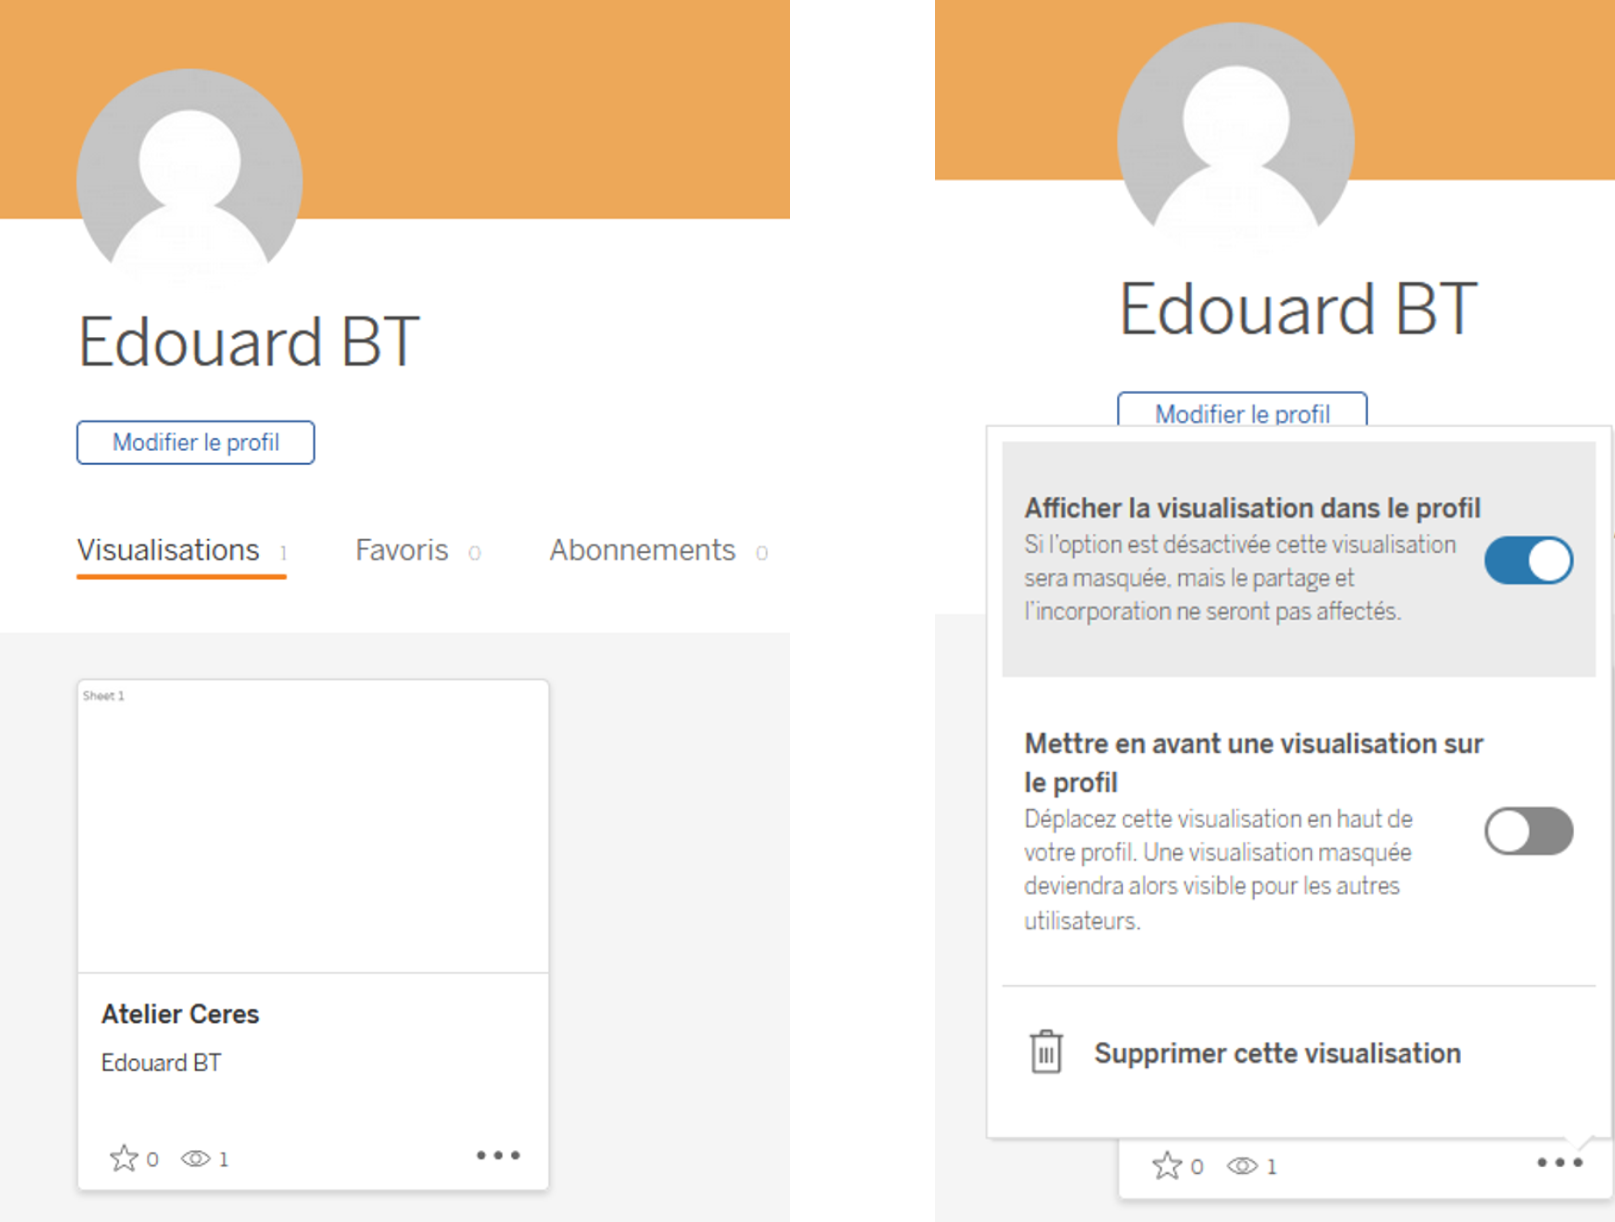 Edouard BT
Modifier le profil
Visualisations 1
Favoris 0
Abonnements 0
Sheet 1
Atelier Ceres
Edouard BT
0 1
Edouard BT
Modifier le profil
Afficher la visualisation dans le profil
Si l'option est désactivée cette visualisation
sera masquée, mais le partage et
l'incorporation ne seront pas affectés.
Mettre en avant une visualisation sur
le profil
Déplacez cette visualisation en haut de
votre profil. Une visualisation masquée
deviendra alors visible pour les autres
utilisateurs.
Supprimer cette visualisation
0 1